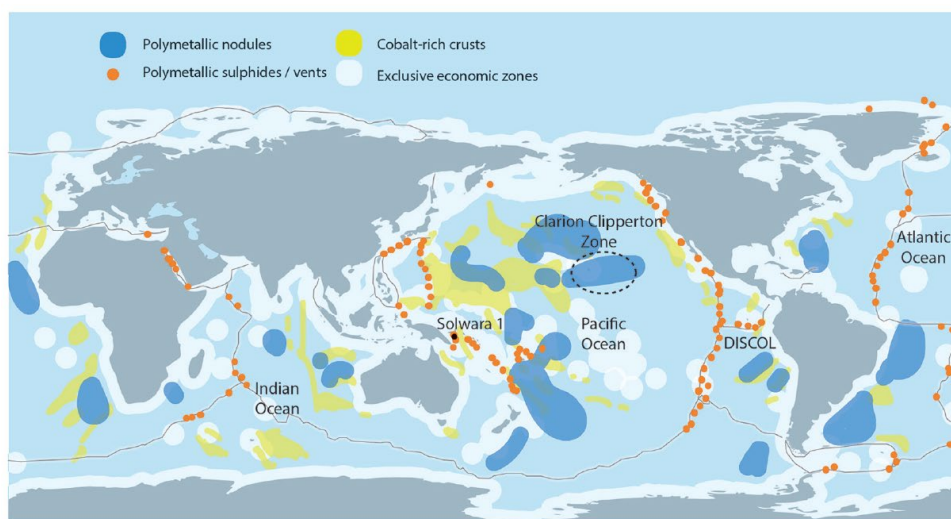 Polymetallic nodules
Cobalt-rich crusts
Polymetallic sulphides / vents
Exclusive economic zones
Clarion Clipperton
Zone
Atlantic
Ocean
Solwara 1
Pacific
Ocean
DISCOL
Indian
Ocean